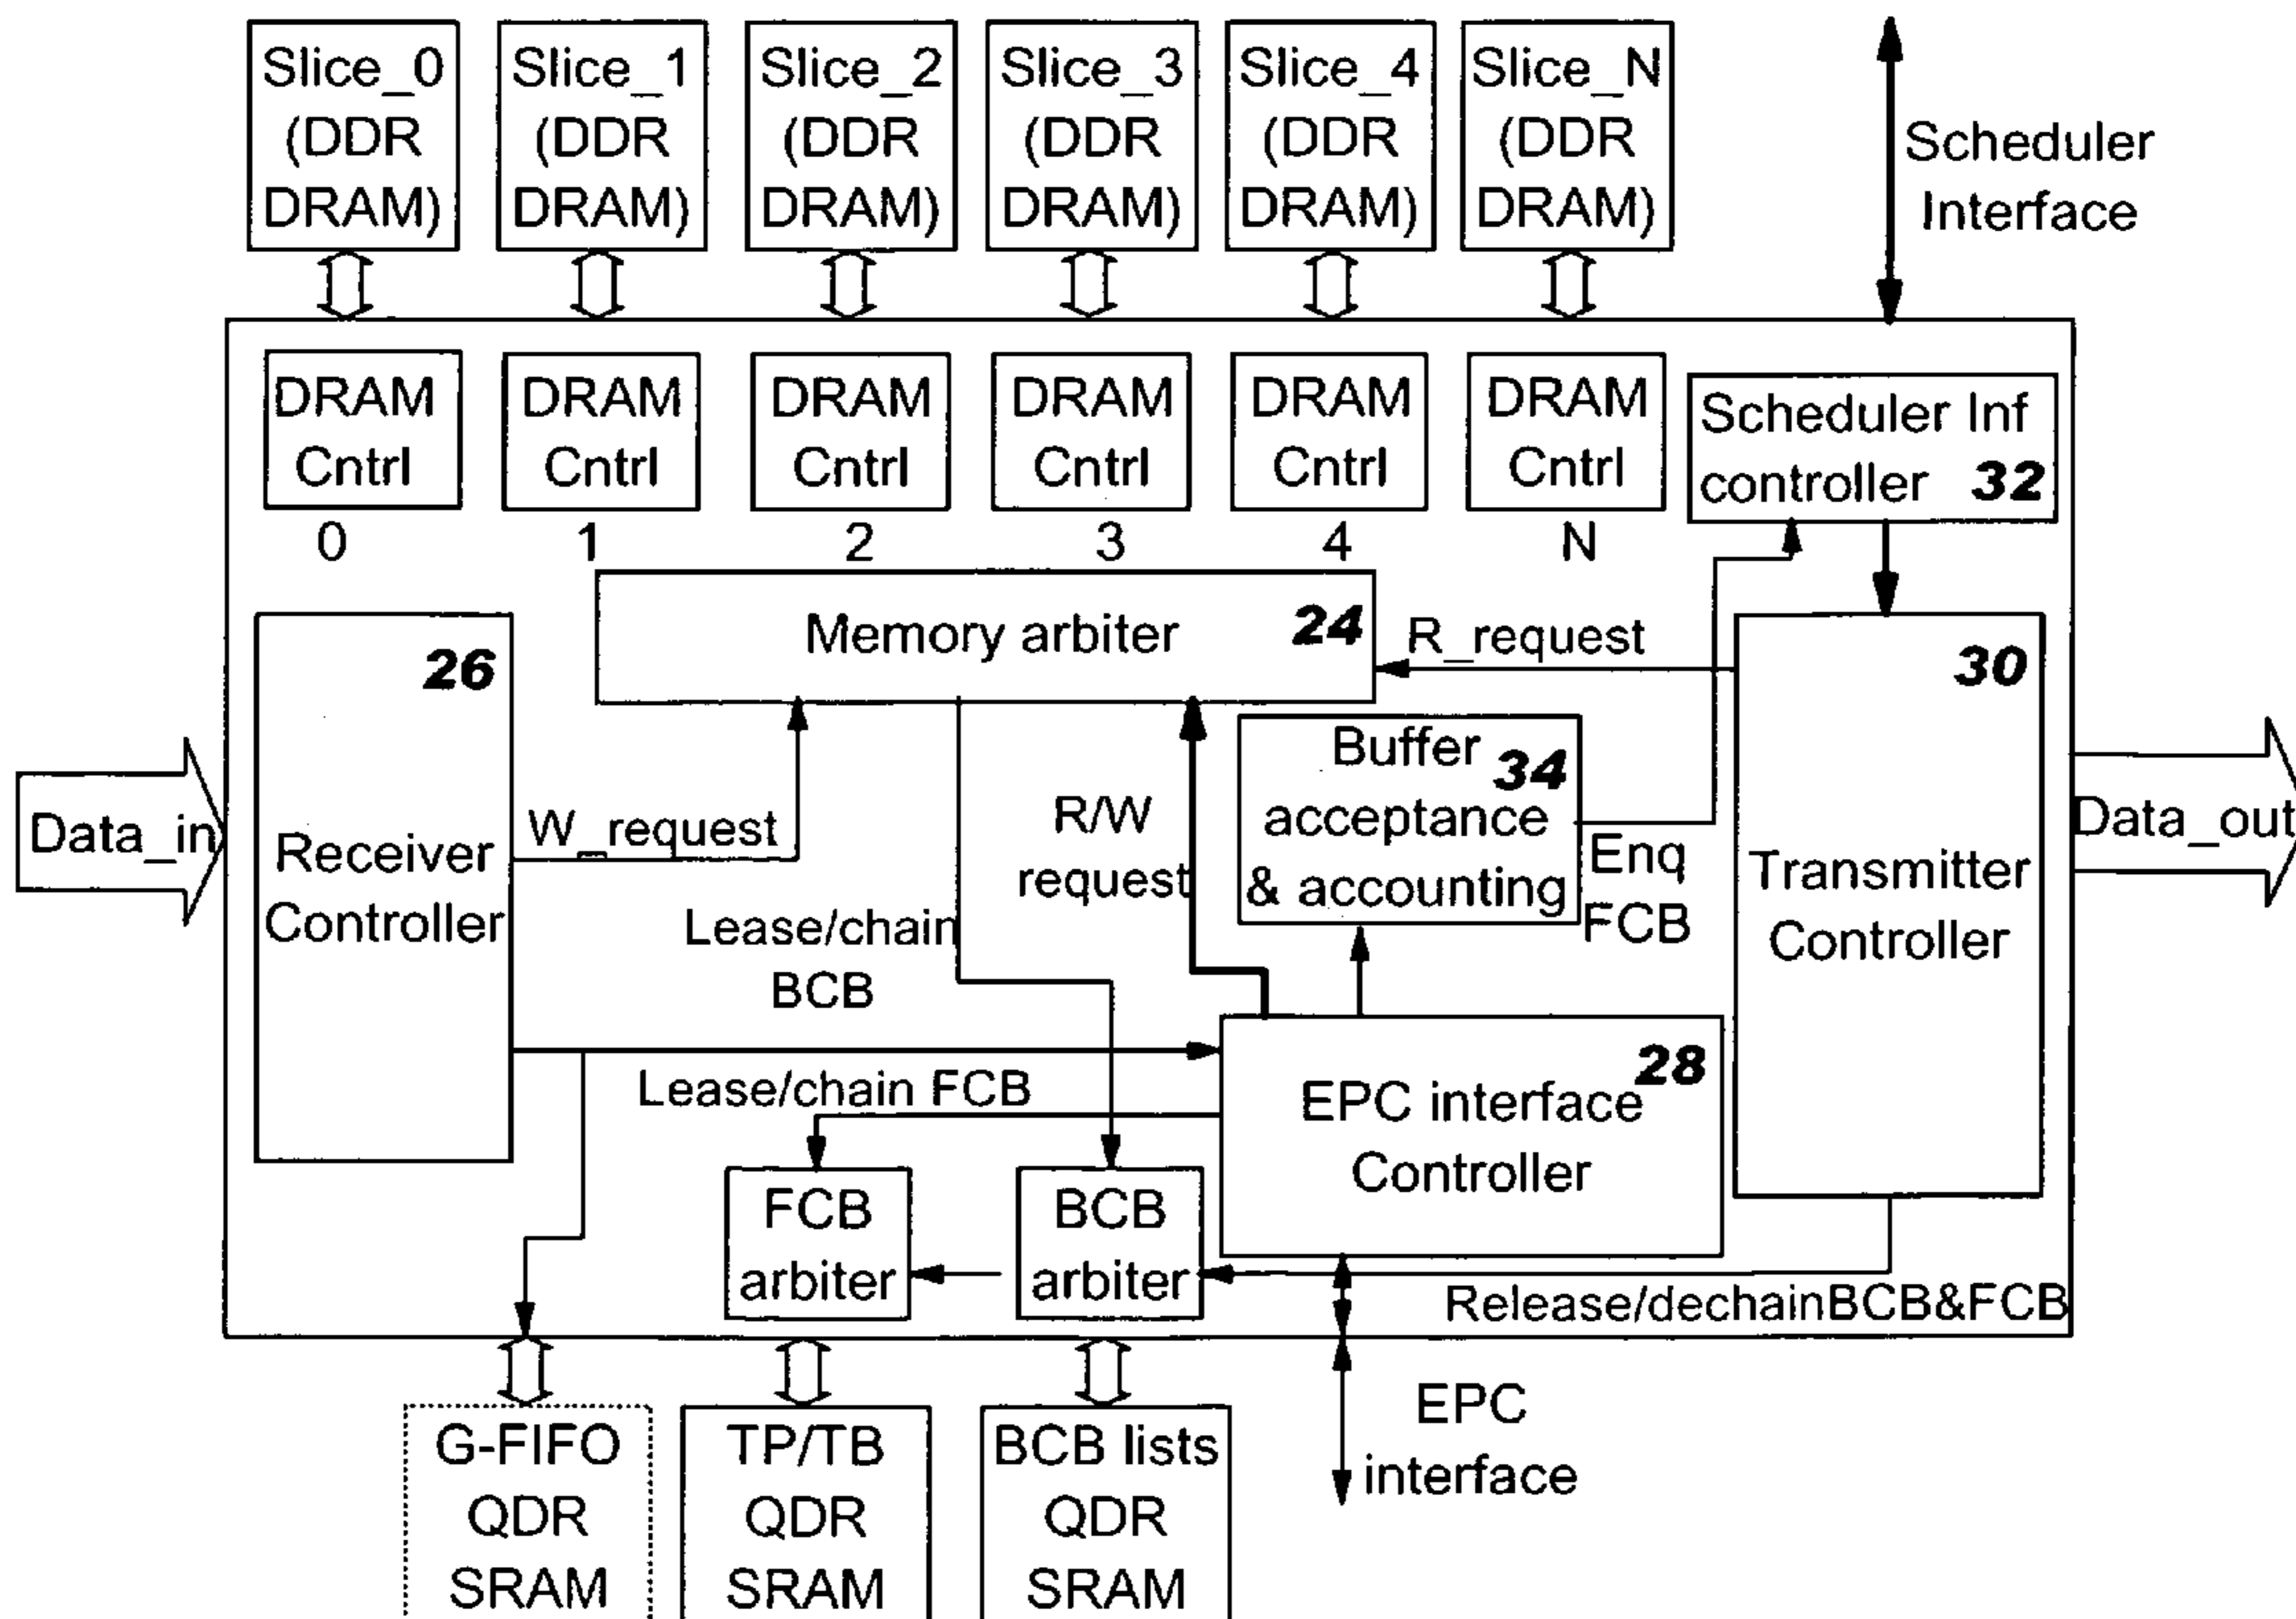 Slice_0
(DDR
DRAM)
Slice_1
(DDR
DRAM)
Slice_2
(DDR
DRAM)
Slice_3
(DDR
DRAM)
Slice_4
(DDR
DRAM)
Slice_N
(DDR
DRAM)
Scheduler
Interface
DRAM
Cntrl
0
DRAM
Cntrl
1
DRAM
Cntrl
2
DRAM
Cntrl
3
DRAM
Cntrl
4
DRAM
Cntrl
N
Scheduler Inf
controller 32
Memory arbiter 24
R_request
26
Receiver
Controller
30
Transmitter
Controller
Data_in
W_request
R/W
request
Buffer 34
acceptance
& accounting
Enq
FCB
Data_out
Lease/chain
BCB
Lease/chain FCB
28
EPC interface
Controller
FCB
arbiter
BCB
arbiter
Release/dechainBCB&FCB
G-FIFO
QDR
SRAM
TP/TB
QDR
SRAM
BCB lists
QDR
SRAM
EPC
interface